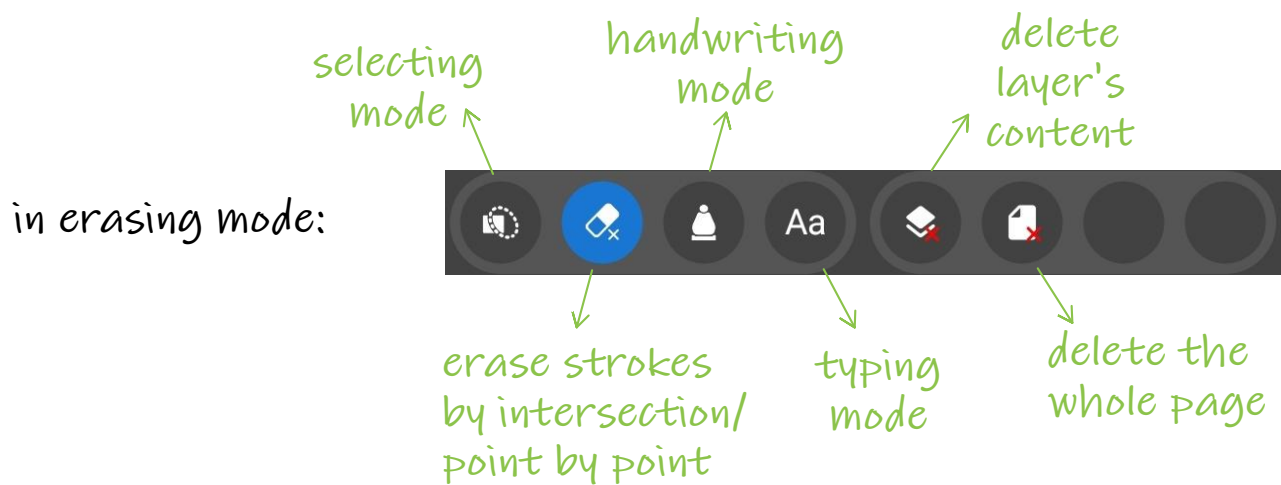 selecting
mode
handwriting
mode
delete
layer's
content
in erasing mode:
Aa
erase strokes
by intersection/
point by point
typing
mode
delete the
whole page